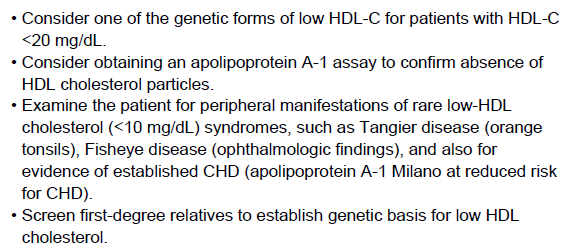 • Consider one of the genetic forms of low HDL-C for patients with HDL-C
<20 mg/dL.
• Consider obtaining an apolipoprotein A-1 assay to confirm absence of
HDL cholesterol particles.
• Examine the patient for peripheral manifestations of rare low-HDL
cholesterol (<10 mg/dL) syndromes, such as Tangier disease (orange
tonsils), Fisheye disease (ophthalmologic findings), and also for
evidence of established CHD (apolipoprotein A-1 Milano at reduced risk
for CHD).
• Screen first-degree relatives to establish genetic basis for low HDL
cholesterol.